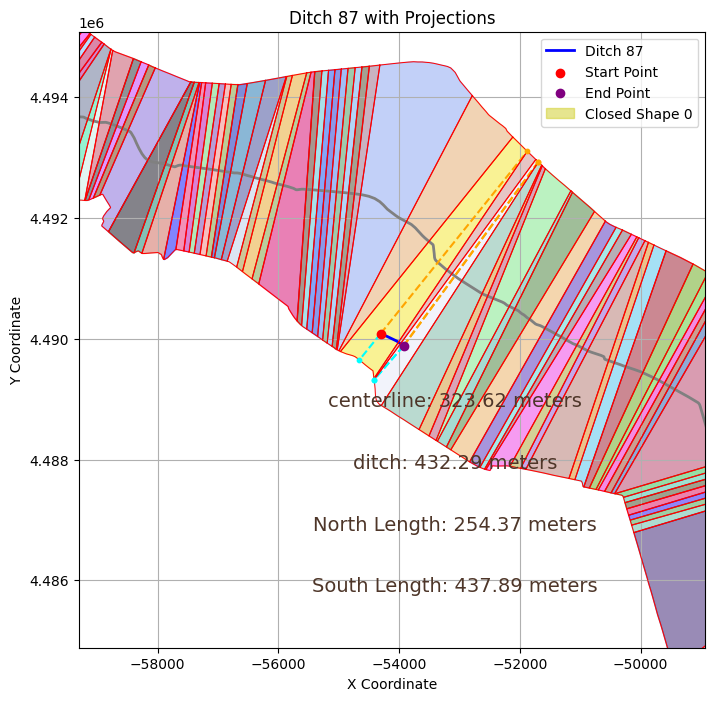 Ditch 87 with Projections
1e6
Ditch 87
Start Point
End Point
Closed Shape 0
4.494
4.492
4.490
4.488
4.486
Y Coordinate
centerline: 323.62 meters
ditch: 432.29 meters
North Length: 254.37 meters
South Length: 437.89 meters
−58000
−56000
−54000
−52000
−50000
X Coordinate